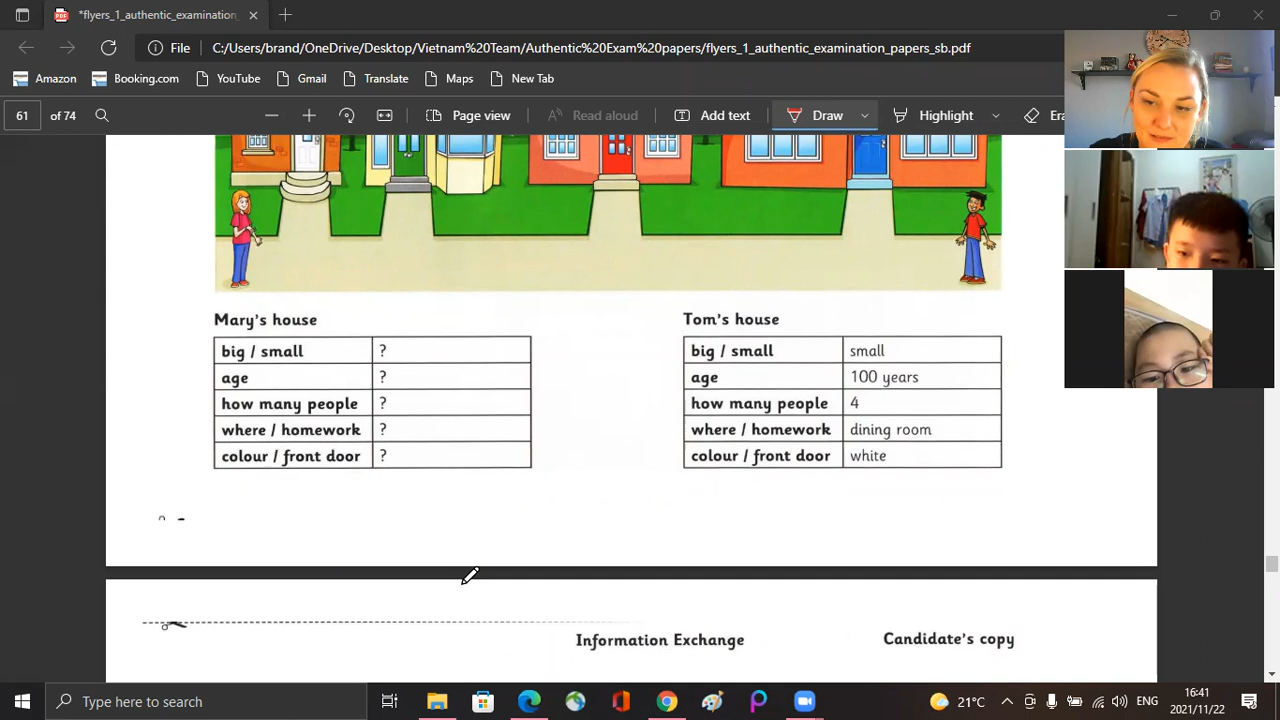 *flyers_1_authentic_examination_
File
C:/Users/brand/OneDrive/Desktop/Vietnam%20Team/Authentic%20Exam%20papers/flyers_1_authentic_examination_papers_sb.pdf
Amazon Booking.com YouTube Gmail Translate Maps New Tab
61 of 74 Page view Read aloud Add text Draw Highlight Era
Mary's house
big / small ?
age ?
how many people ?
where / homework ?
colour / front door ?
Tom's house
big / small small
age 100 years
how many people 4
where / homework dining room
colour / front door white
Information Exchange Candidate's copy
Type here to search
21°C
ENG
16:41
2021/11/22